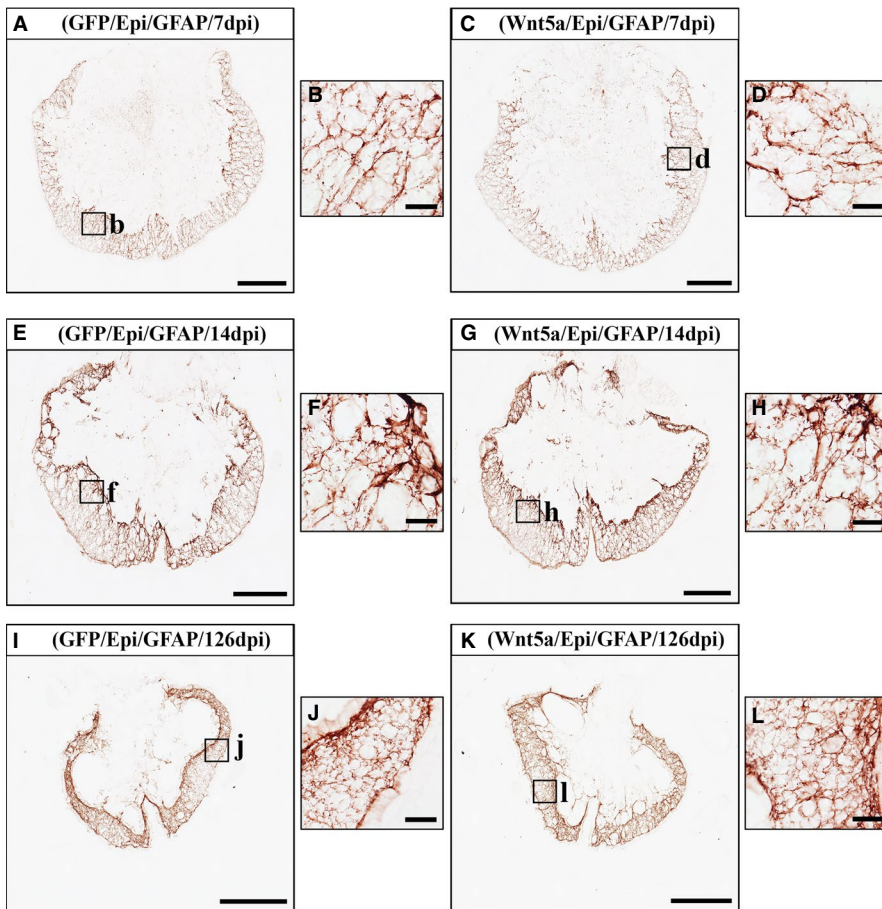 A (GFP/Epi/GFAP/7dpi)
b
B
C (Wnt5a/Epi/GFAP/7dpi)
d
D
E (GFP/Epi/GFAP/14dpi)
f
F
G (Wnt5a/Epi/GFAP/14dpi)
h
H
I (GFP/Epi/GFAP/126dpi)
j
J
K (Wnt5a/Epi/GFAP/126dpi)
l
L